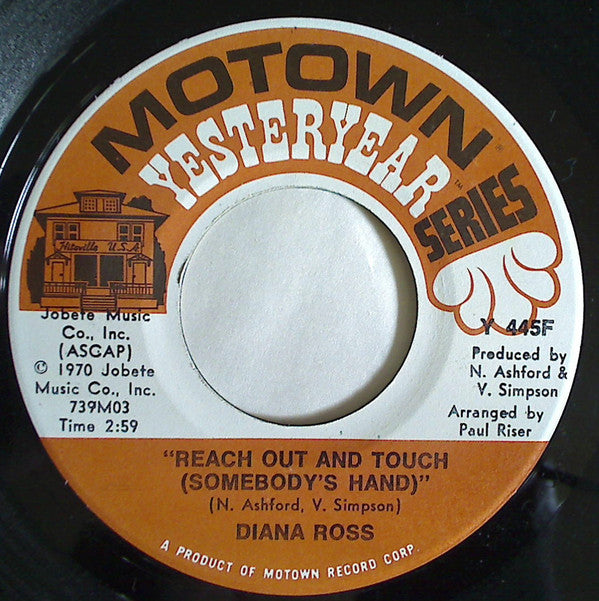 MOTOWN®
YESTERYEAR™
SERIES
Hitsville U.S.A
Jobete Music
Co., Inc.
(ASCAP)
© 1970 Jobete
Music Co., Inc.
739M03
Time 2:59
Y 445F
Produced by
N. Ashford &
V. Simpson
Arranged by
Paul Riser
"REACH OUT AND TOUCH
(SOMEBODY'S HAND)"
(N. Ashford, V. Simpson)
DIANA ROSS
A PRODUCT OF MOTOWN RECORD CORP.